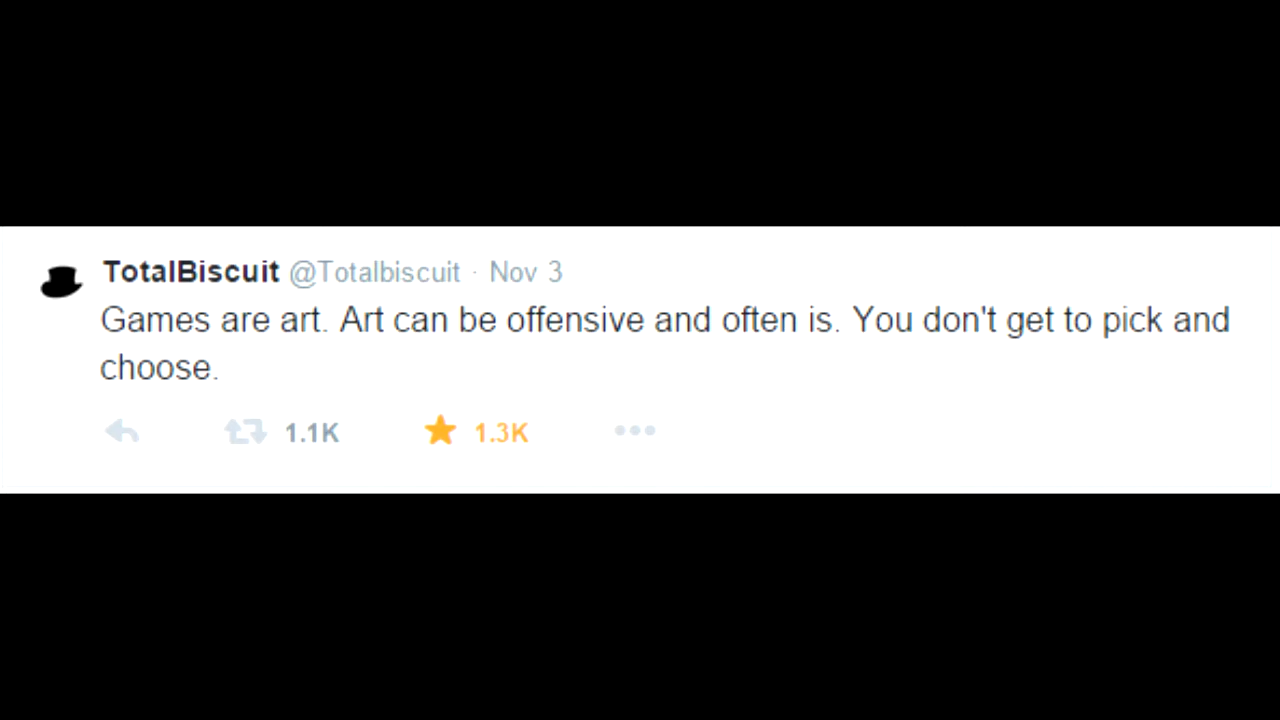 TotalBiscuit @Totalbiscuit · Nov 3
Games are art. Art can be offensive and often is. You don't get to pick and
choose.
1.1K 1.3K